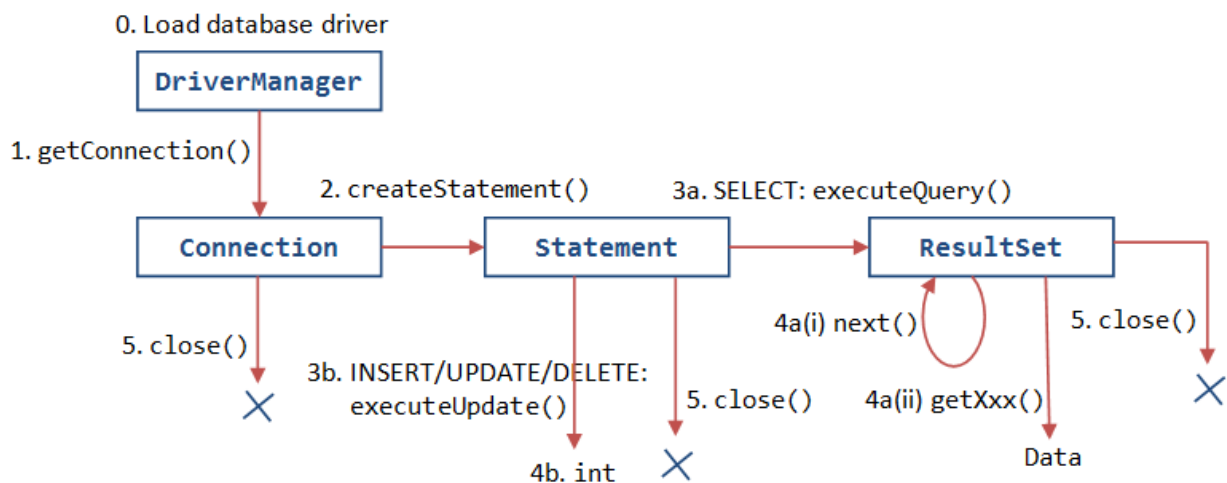 0. Load database driver
DriverManager
1. getConnection()
2. createStatement()
3a. SELECT: executeQuery()
Connection
Statement
ResultSet
4a(i) next()
5. close()
5. close()
3b. INSERT/UPDATE/DELETE:
executeUpdate()
5. close()
4a(ii) getXxx()
4b. int
Data